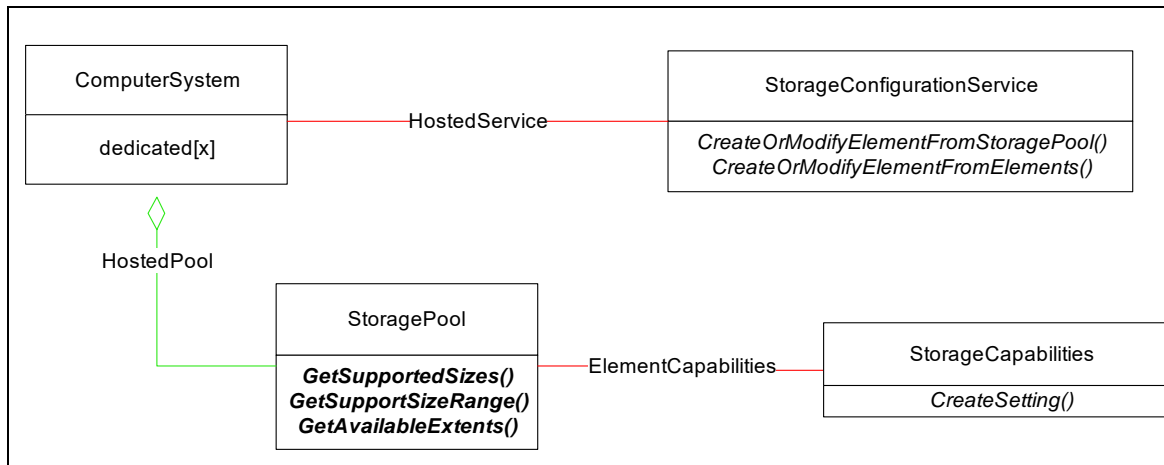 ComputerSystem
dedicated[x]
HostedService
StorageConfigurationService
CreateOrModifyElementFromStoragePool()
CreateOrModifyElementFromElements()
HostedPool
StoragePool
GetSupportedSizes()
GetSupportSizeRange()
GetAvailableExtents()
ElementCapabilities
StorageCapabilities
CreateSetting()